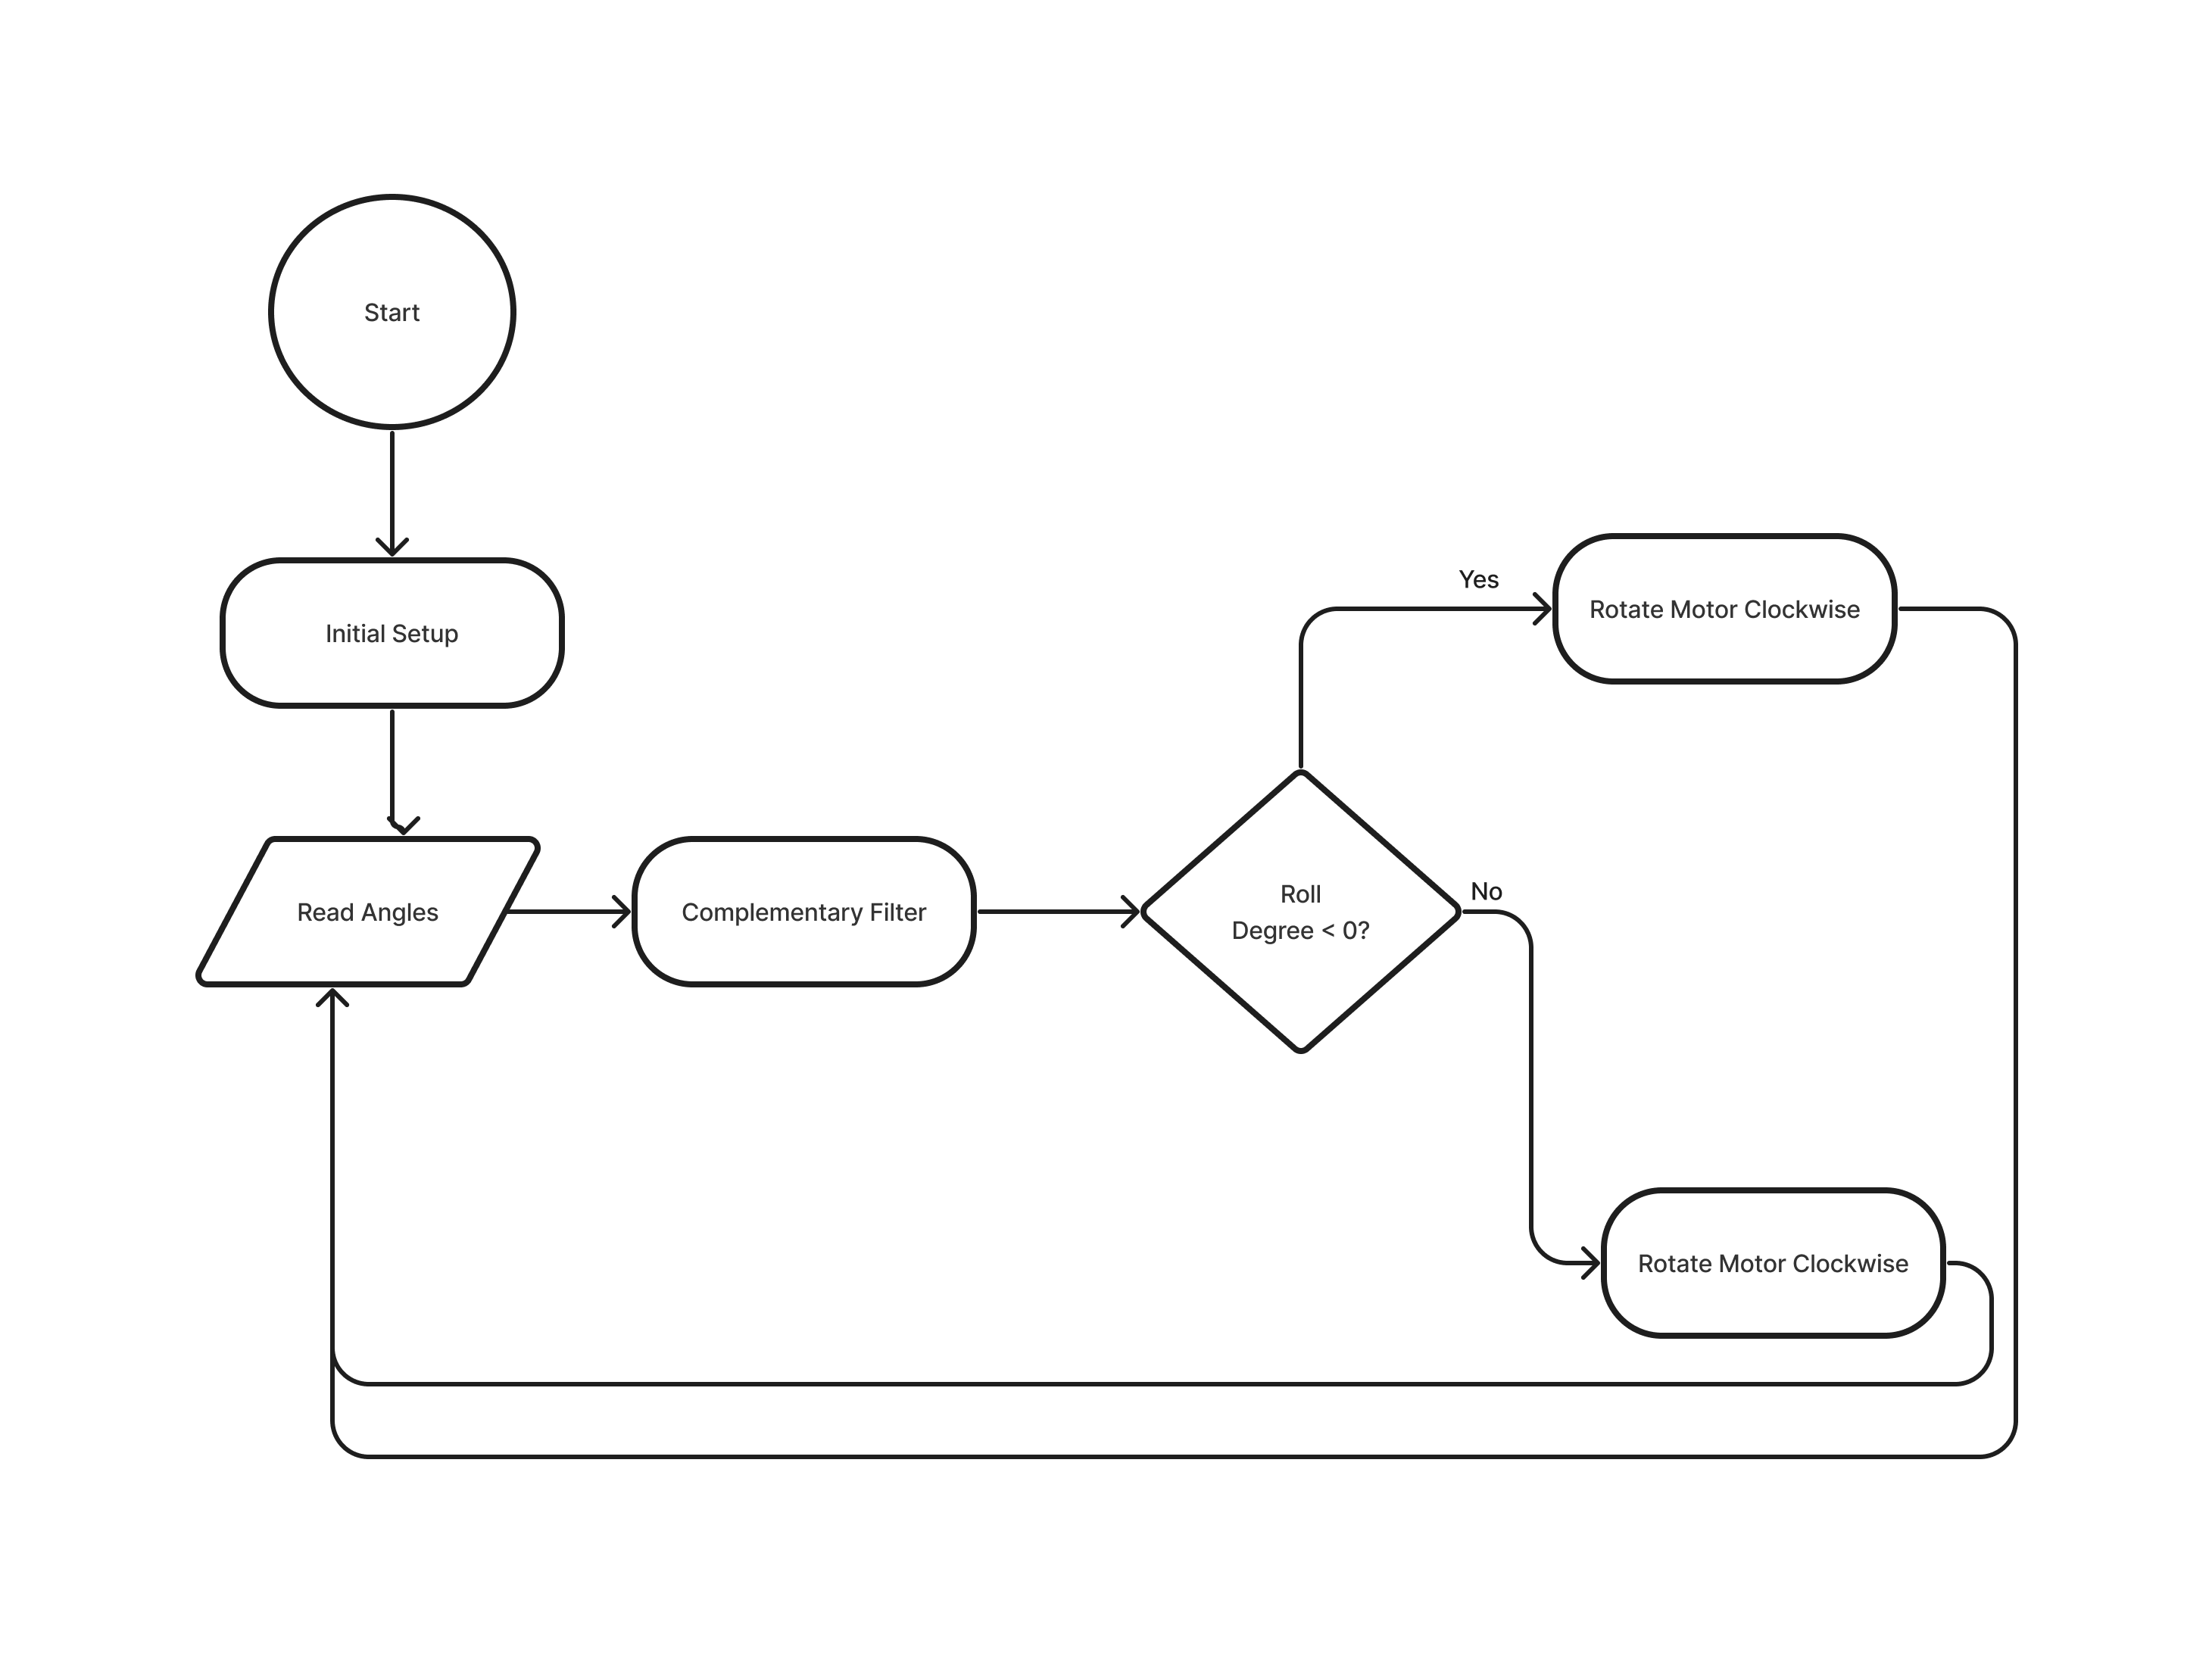 Start
Initial Setup
Read Angles
Complementary Filter
Roll
Degree < 0?
Yes
Rotate Motor Clockwise
No
Rotate Motor Clockwise